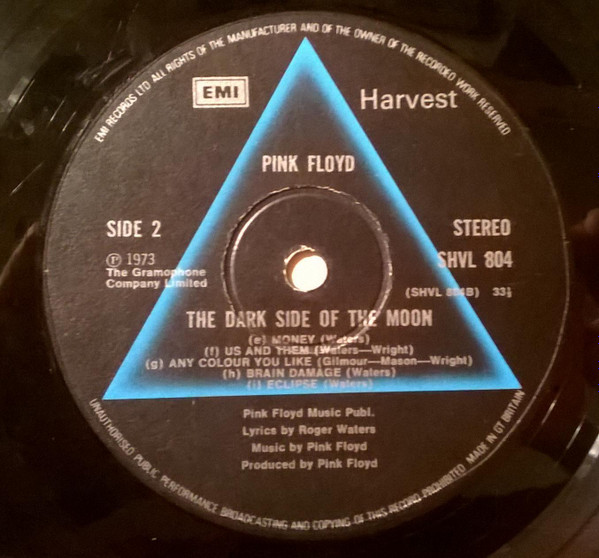 EMI RECORDS LTD ALL RIGHTS OF THE MANUFACTURER AND OF THE OWNER OF THE RECORDED WORK RESERVED
EMI
Harvest
PINK FLOYD
SIDE 2
STEREO
Ⓟ 1973
SHVL 804
The Gramophone
Company Limited
(SHVL 804B) 33⅓
THE DARK SIDE OF THE MOON
(e) MONEY (Waters)
(f) US AND THEM (Waters—Wright)
(g) ANY COLOUR YOU LIKE (Gilmour—Mason—Wright)
(h) BRAIN DAMAGE (Waters)
(i) ECLIPSE (Waters)
Pink Floyd Music Publ.
Lyrics by Roger Waters
Music by Pink Floyd
Produced by Pink Floyd
UNAUTHORISED PUBLIC PERFORMANCE BROADCASTING AND COPYING OF THIS RECORD PROHIBITED MADE IN GT BRITAIN